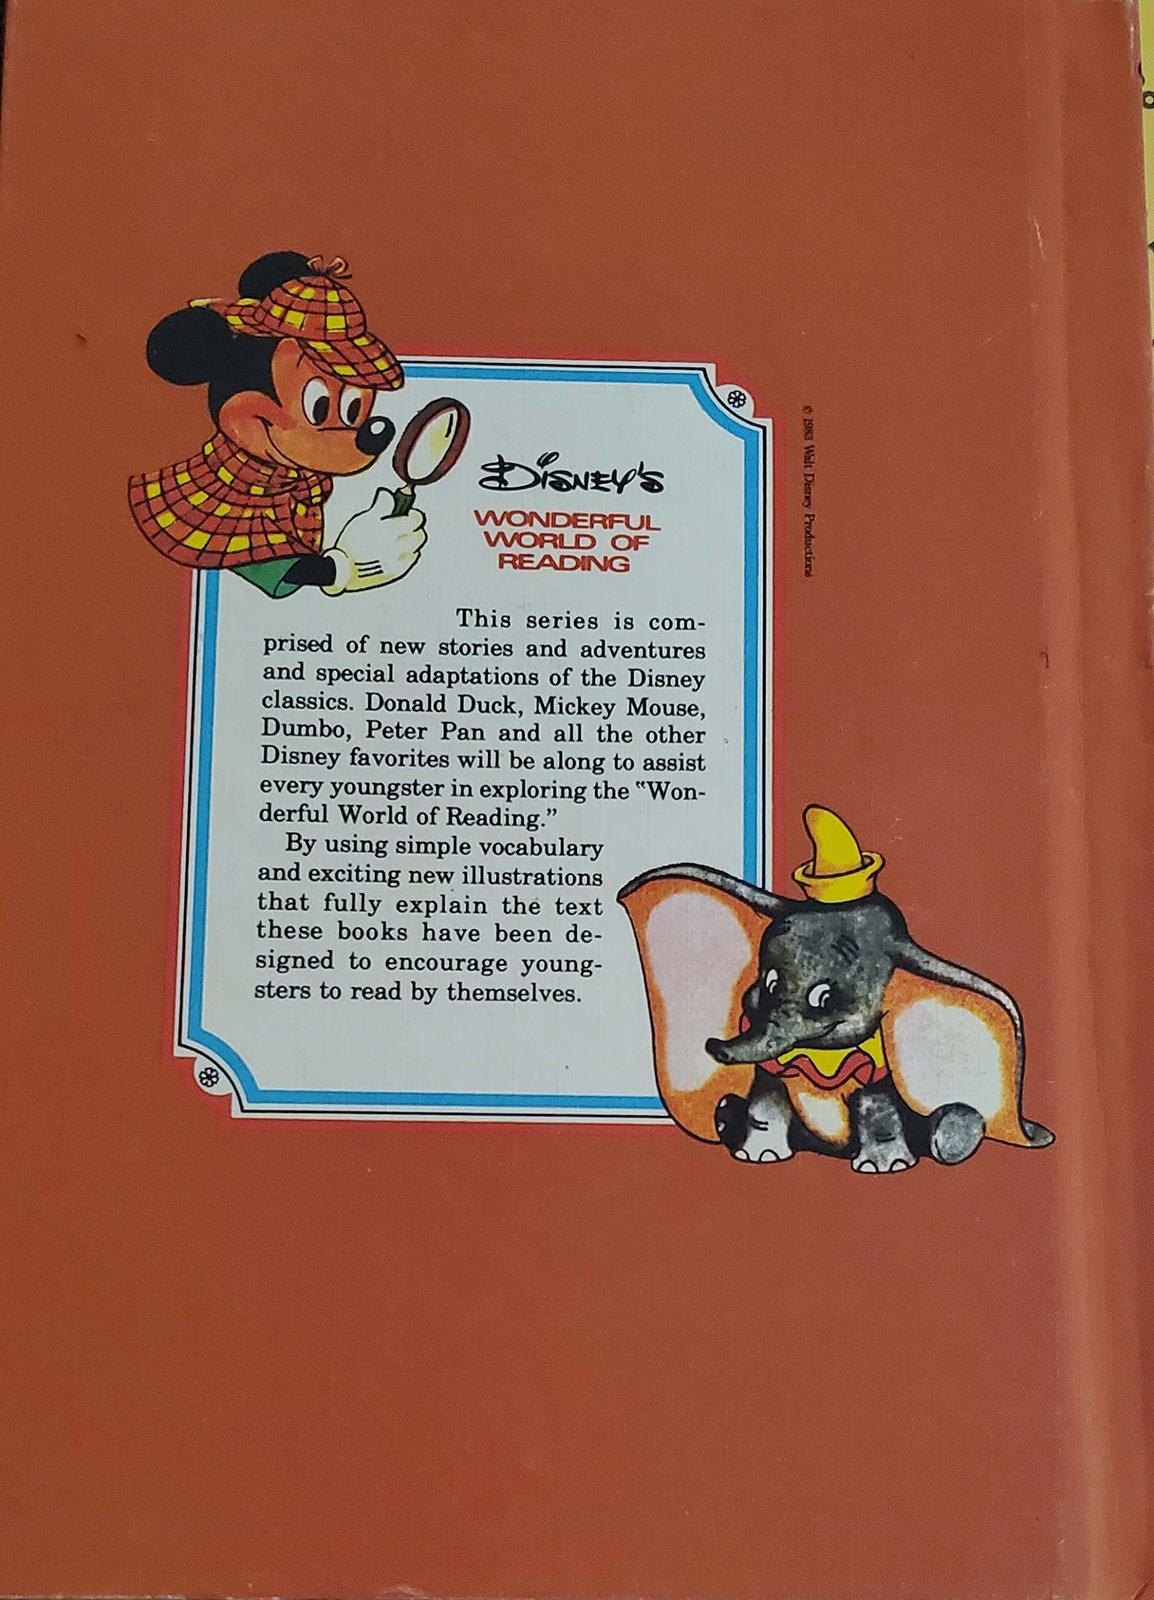 DISNEY'S
WONDERFUL
WORLD OF
READING
This series is com-
prised of new stories and adventures
and special adaptations of the Disney
classics. Donald Duck, Mickey Mouse,
Dumbo, Peter Pan and all the other
Disney favorites will be along to assist
every youngster in exploring the "Won-
derful World of Reading."
By using simple vocabulary
and exciting new illustrations
that fully explain the text
these books have been de-
signed to encourage young-
sters to read by themselves.
© 1983 Walt Disney Productions